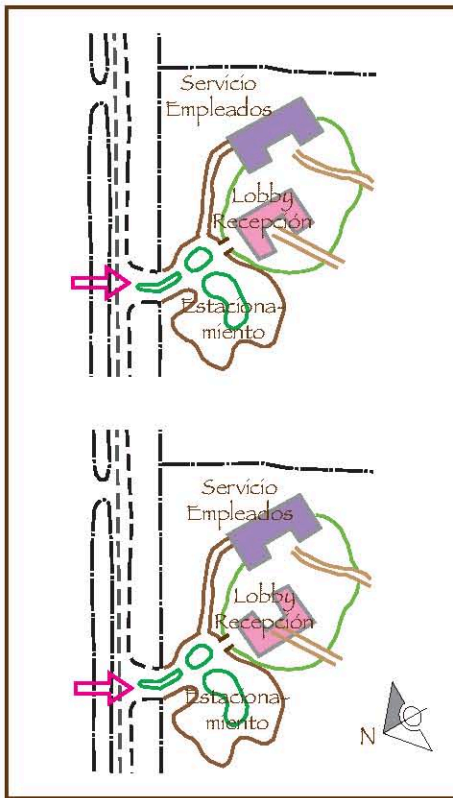 Servicio
Empleados
Lobby
Recepción
Estaciona-
miento
Servicio
Empleados
Lobby
Recepción
Estaciona-
miento
N